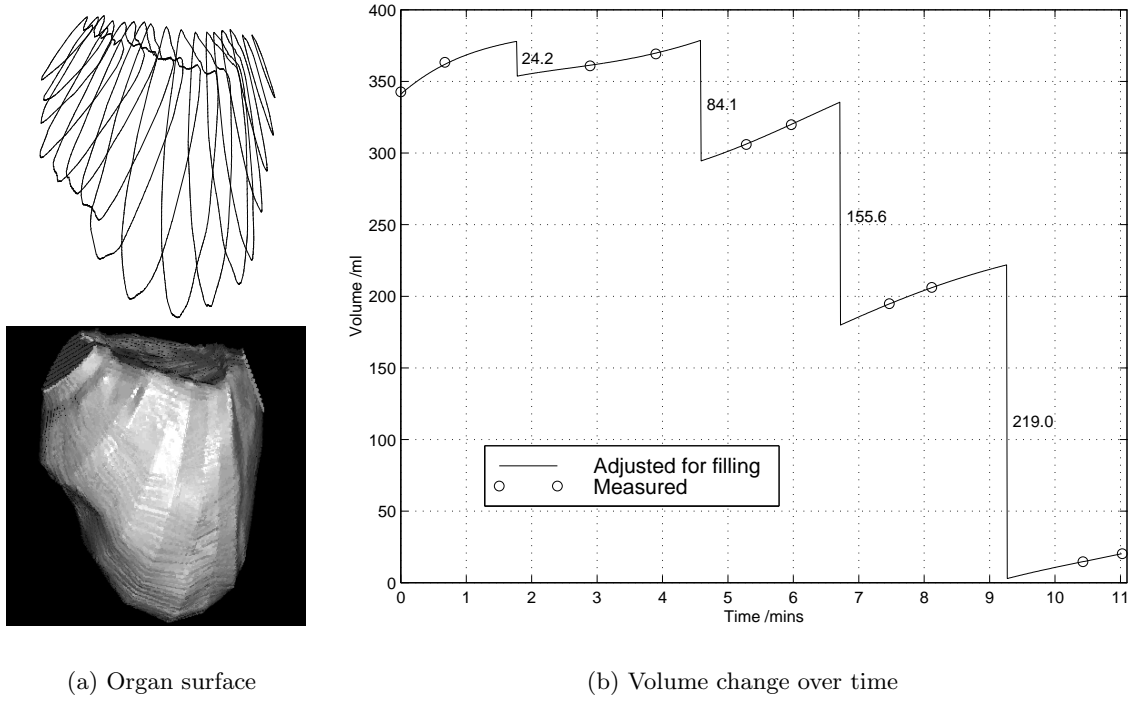 400
350
300
250
200
150
100
50
0
Volume /ml
24.2
84.1
155.6
219.0
Adjusted for filling
Measured
0 1 2 3 4 5 6 7 8 9 10 11
Time /mins
(a) Organ surface
(b) Volume change over time